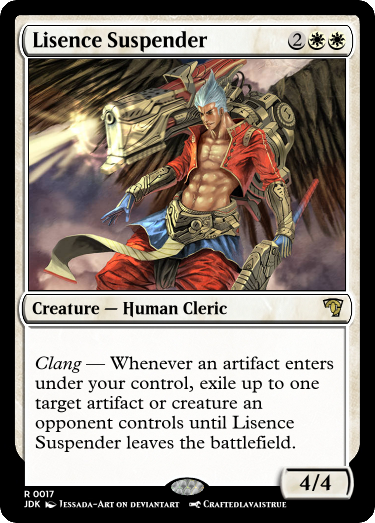 Lisence Suspender 2
Creature — Human Cleric
Clang — Whenever an artifact enters
under your control, exile up to one
target artifact or creature an
opponent controls until Lisence
Suspender leaves the battlefield.
4/4
R 0017
JDK Jessada-Art on deviantart Craftedlavaistrue